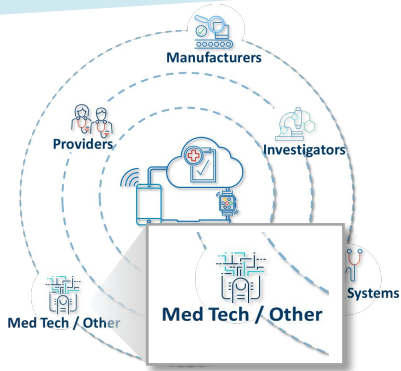 Manufacturers
Providers
Investigators
Systems
Med Tech / Other
Med Tech / Other